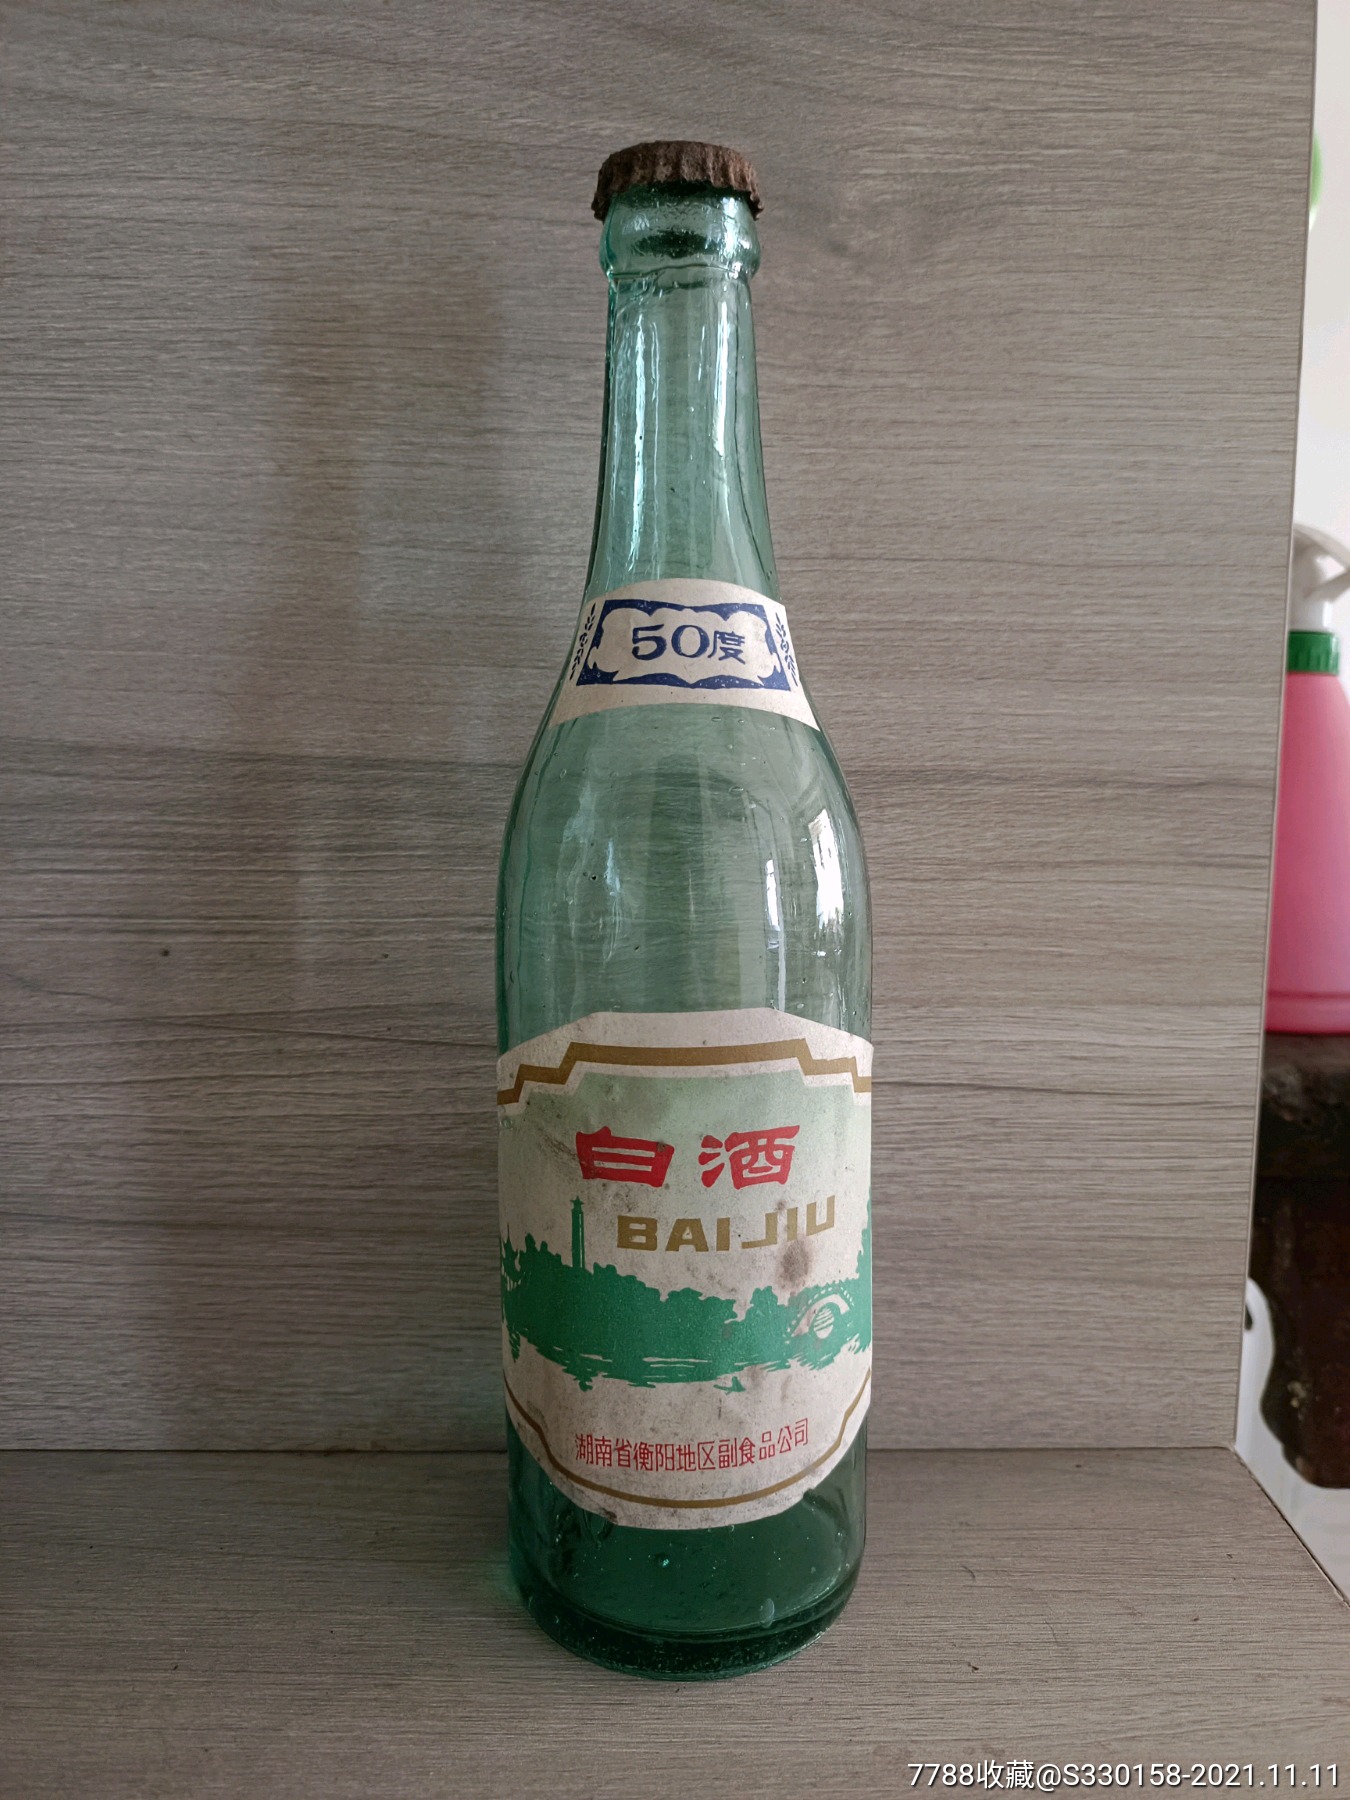 50度
白酒
BAIJIU
湖南省衡阳地区副食品公司
7788收藏@S330158-2021.11.11